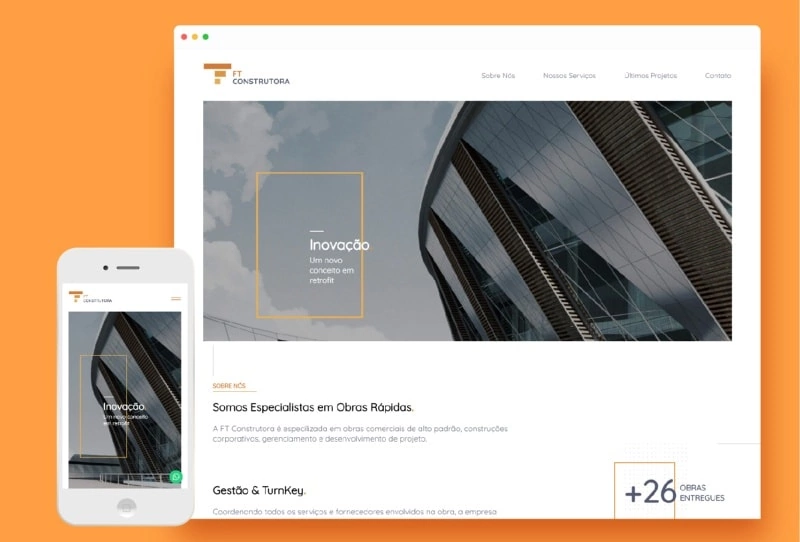 FT
CONSTRUTORA
Sobre Nós Nossos Serviços Últimos Projetos Contato
Inovação
Um novo
conceito em
retrofit
SOBRE NÓS
Somos Especialistas em Obras Rápidas.
A FT Construtora é especilizada em obras comerciais de alto padrão, construções
corporativas, gerenciamento e desenvolvimento de projeto.
Gestão & TurnKey.
Coordenando todos os serviços e fornecedores envolvidos na obra, a empresa
+26 OBRAS
ENTREGUES
FT
CONSTRUTORA
Inovação
Um novo conceito
em retrofit